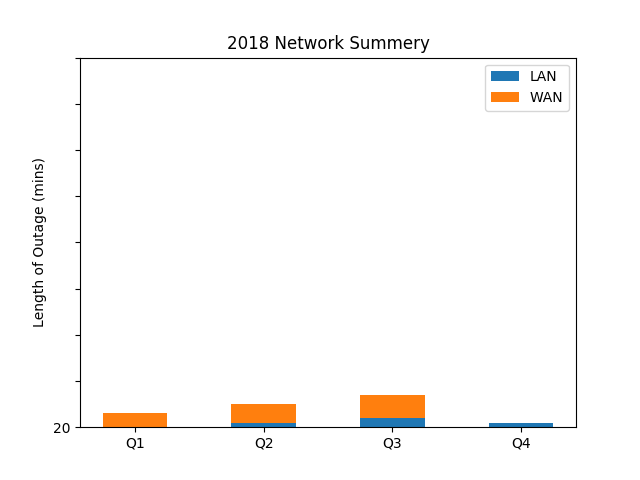 2018 Network Summery
LAN
WAN
Length of Outage (mins)
20
Q1 Q2 Q3 Q4